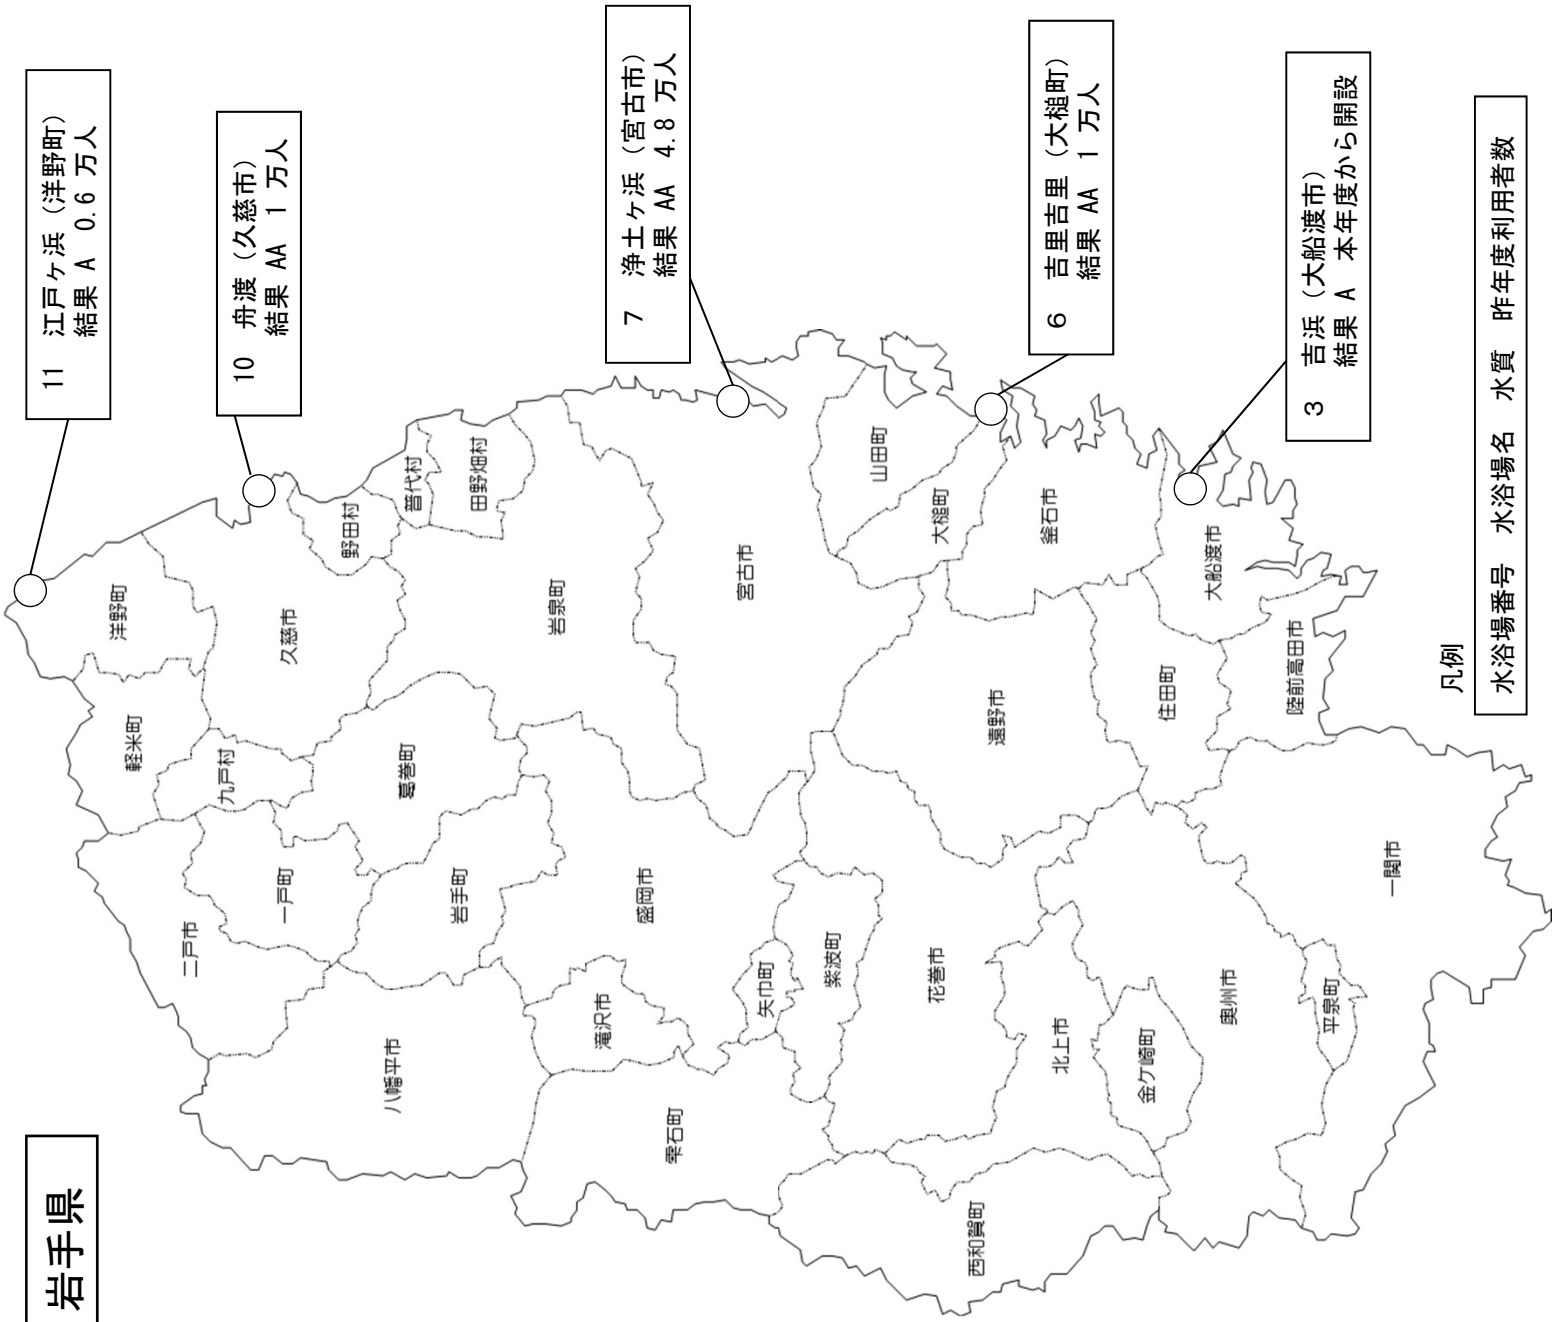 岩手県
11 江戸ヶ浜（洋野町）
結果 A 0.6 万人
10 舟渡（久慈市）
結果 AA 1 万人
7 浄土ヶ浜（宮古市）
結果 AA 4.8 万人
6 吉里吉里（大槌町）
結果 AA 1 万人
3 吉浜（大船渡市）
結果 A 本年度から開設
凡例
水浴場番号 水浴場名 水質 昨年度利用者数
洋野町
軽米町
久慈市
九戸村
二戸市
一戸町
野田村
普代村
田野畑村
葛巻町
岩手町
八幡平市
岩泉町
盛岡市
滝沢市
雫石町
宮古市
矢巾町
紫波町
山田町
大槌町
花巻市
遠野市
釜石市
西和賀町
北上市
金ケ崎町
住田町
大船渡市
奥州市
陸前高田市
平泉町
一関市